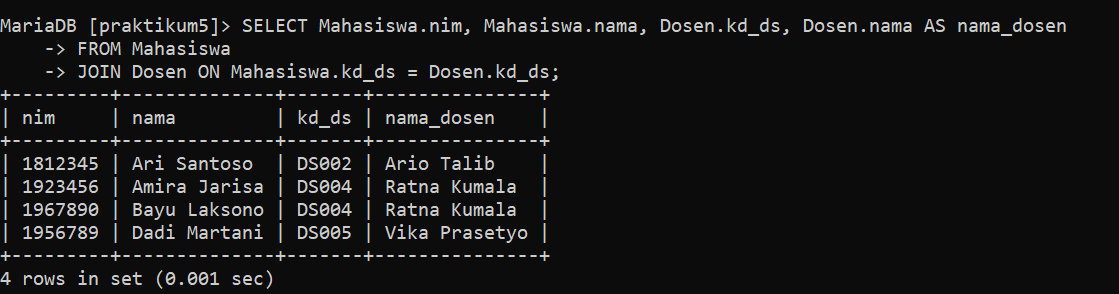 MariaDB [praktikum5]> SELECT Mahasiswa.nim, Mahasiswa.nama, Dosen.kd_ds, Dosen.nama AS nama_dosen
    -> FROM Mahasiswa
    -> JOIN Dosen ON Mahasiswa.kd_ds = Dosen.kd_ds;
+---------+--------------+-------+---------------+
| nim     | nama         | kd_ds | nama_dosen    |
+---------+--------------+-------+---------------+
| 1812345 | Ari Santoso  | DS002 | Ario Talib    |
| 1923456 | Amira Jarisa | DS004 | Ratna Kumala  |
| 1967890 | Bayu Laksono | DS004 | Ratna Kumala  |
| 1956789 | Dadi Martani | DS005 | Vika Prasetyo |
+---------+--------------+-------+---------------+
4 rows in set (0.001 sec)